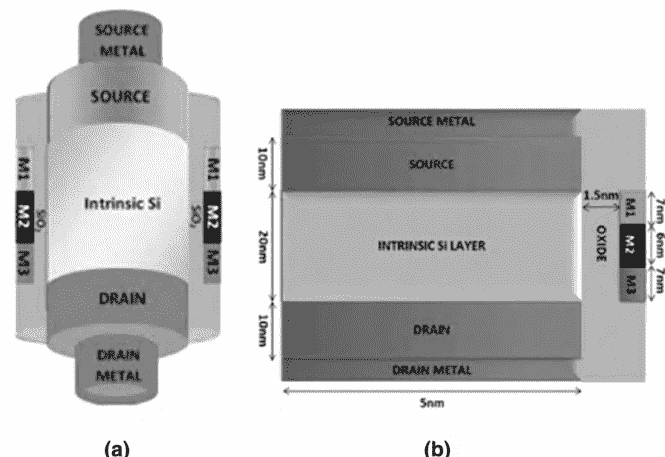 SOURCE
METAL
SOURCE
M1
M2
M3
SiO₂
Intrinsic Si
SiO₂
M1
M2
M3
DRAIN
DRAIN
METAL
(a)
SOURCE METAL
10nm
SOURCE
1.5nm
M1
7nm
20nm
INTRINSIC Si LAYER
OXIDE
M2
6nm
M3
7nm
10nm
DRAIN
DRAIN METAL
5nm
(b)